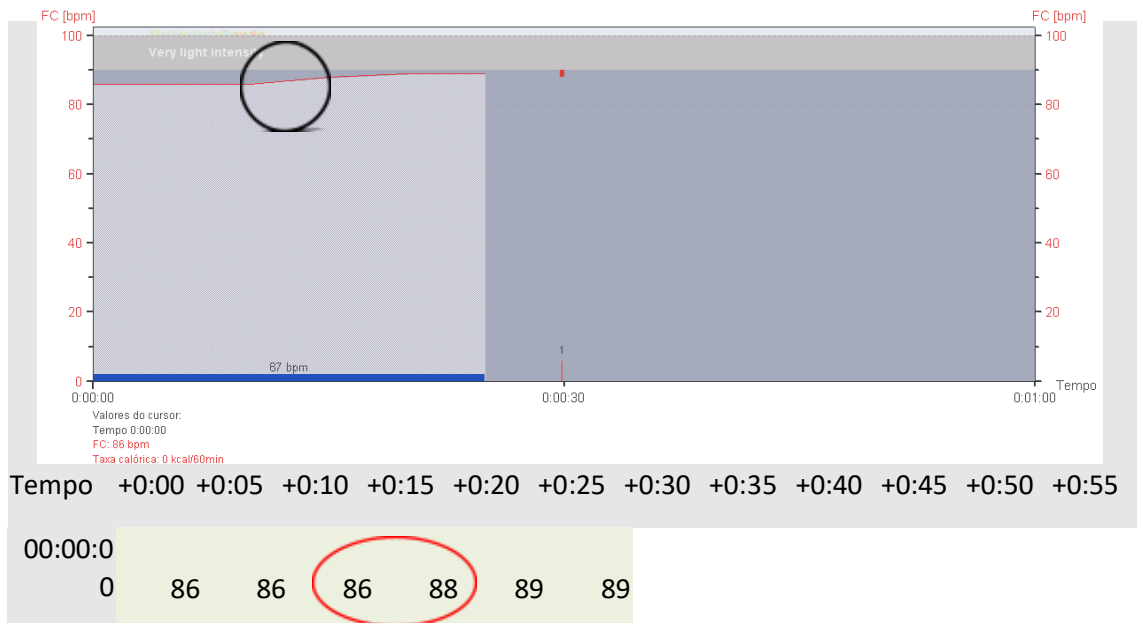 FC [bpm] FC [bpm]
100 100
Very light intensity
80 80
60 60
40 40
20 20
1
87 bpm
0 0
Tempo
0:00:00 0:00:30 0:01:00
Valores do cursor:
Tempo 0:00:00
FC: 86 bpm
Taxa calórica: 0 kcal/60min
Tempo +0:00 +0:05 +0:10 +0:15 +0:20 +0:25 +0:30 +0:35 +0:40 +0:45 +0:50 +0:55
00:00:0
0 86 86 86 88 89 89